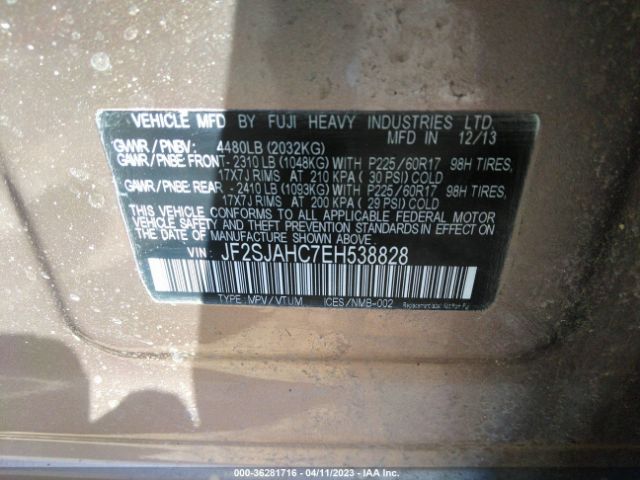 VEHICLE MFD BY FUJI HEAVY INDUSTRIES LTD.
MFD IN 12/13
GVWR/PNBV: 4480LB (2032KG)
GAWR/PNBE FRONT- 2310 LB (1048KG) WITH P225/60R17 98H TIRES,
17X7J RIMS AT 210 KPA (30 PSI) COLD
GAWR/PNBE REAR -2410 LB (1093KG) WITH P225/60R17 98H TIRES,
17X7J RIMS AT 200 KPA (29 PSI) COLD
THIS VEHICLE CONFORMS TO ALL APPLICABLE FEDERAL MOTOR
VEHICLE SAFETY AND THEFT PREVENTION STANDARDS IN EFFECT ON
THE DATE OF MANUFACTURE SHOWN ABOVE.
VIN: JF2SJAHC7EH538828
TYPE: MPV/VTUM ICES/NMB-002
000-36281716 - 04/11/2023 - IAA Inc.